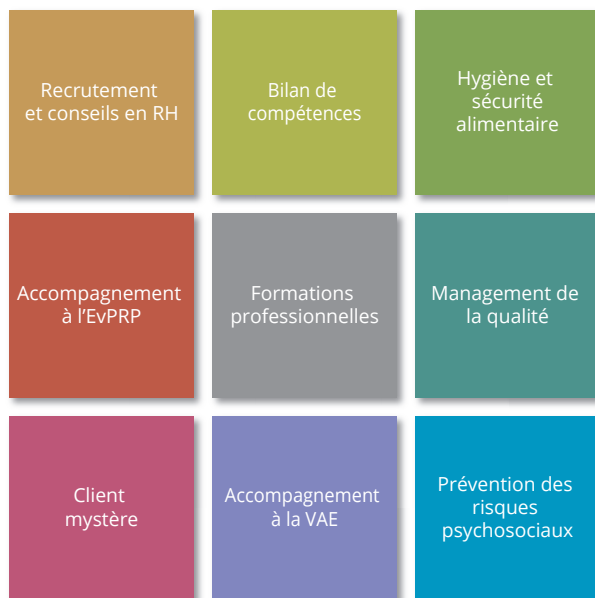 Recrutement
et conseils en RH
Bilan de
compétences
Hygiène et
sécurité
alimentaire
Accompagnement
à l'EvPRP
Formations
professionnelles
Management de
la qualité
Client
mystère
Accompagnement
à la VAE
Prévention des
risques
psychosociaux